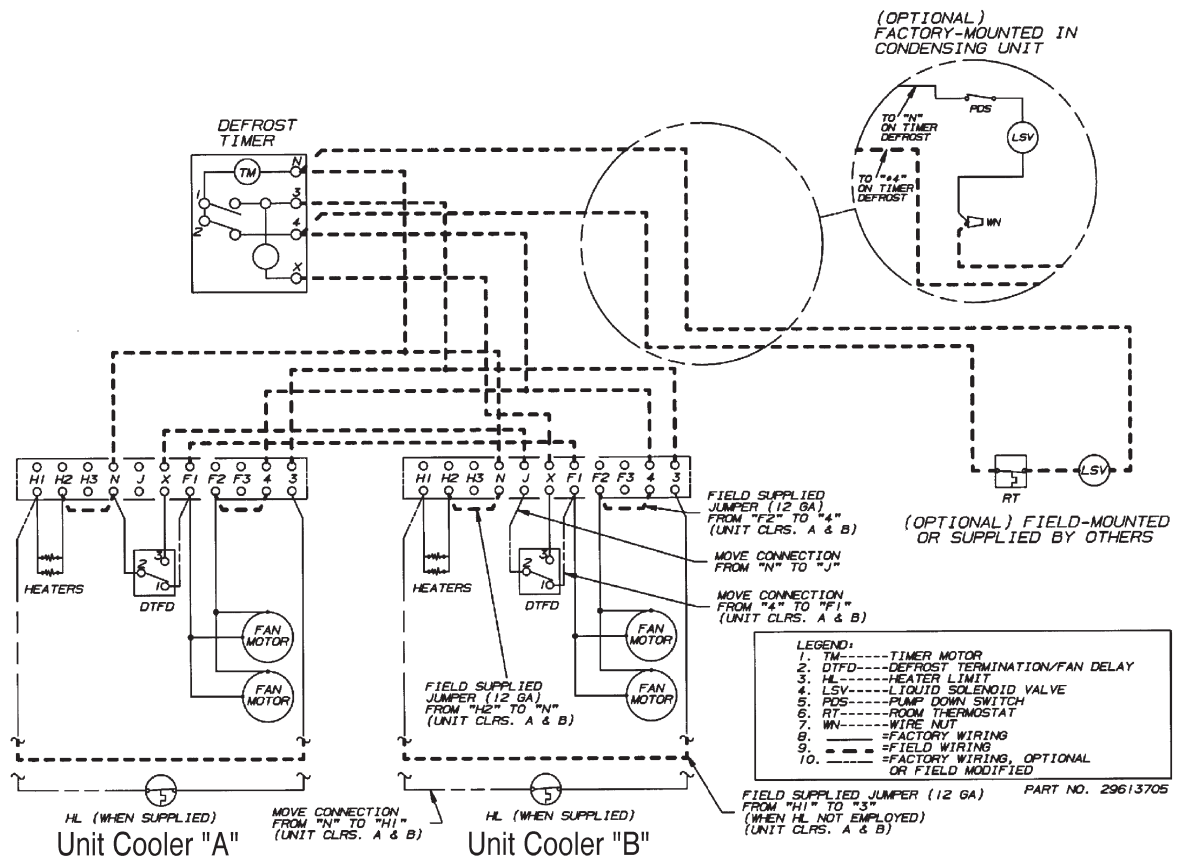 (OPTIONAL)
FACTORY-MOUNTED IN
CONDENSING UNIT
PDS
TO "N"
ON TIMER
DEFROST
LSV
TO "#4"
ON TIMER
DEFROST
WN
DEFROST
TIMER
TM
N
1
3
2
4
X
H1 H2 H3 N J X F1 F2 F3 4 3
H1 H2 H3 N J X F1 F2 F3 4 3
HEATERS
3
2
1
DTFD
FAN
MOTOR
FAN
MOTOR
HEATERS
3
2
1
DTFD
FAN
MOTOR
FAN
MOTOR
RT
LSV
(OPTIONAL) FIELD-MOUNTED
OR SUPPLIED BY OTHERS
FIELD SUPPLIED
JUMPER (12 GA)
FROM "F2" TO "4"
(UNIT CLRS. A & B)
MOVE CONNECTION
FROM "N" TO "J"
MOVE CONNECTION
FROM "4" TO "F1"
(UNIT CLRS. A & B)
FIELD SUPPLIED
JUMPER (12 GA)
FROM "H2" TO "N"
(UNIT CLRS. A & B)
LEGEND:
1. TM------TIMER MOTOR
2. DTFD----DEFROST TERMINATION/FAN DELAY
3. HL------HEATER LIMIT
4. LSV-----LIQUID SOLENOID VALVE
5. PDS-----PUMP DOWN SWITCH
6. RT------ROOM THERMOSTAT
7. WN------WIRE NUT
8. =FACTORY WIRING
9. =FIELD WIRING
10. =FACTORY WIRING, OPTIONAL
OR FIELD MODIFIED
PART NO. 29613705
HL (WHEN SUPPLIED)
Unit Cooler "A"
MOVE CONNECTION
FROM "N" TO "H1"
(UNIT CLRS. A & B)
HL (WHEN SUPPLIED)
Unit Cooler "B"
FIELD SUPPLIED JUMPER (12 GA)
FROM "H1" TO "3"
(WHEN HL NOT EMPLOYED)
(UNIT CLRS. A & B)